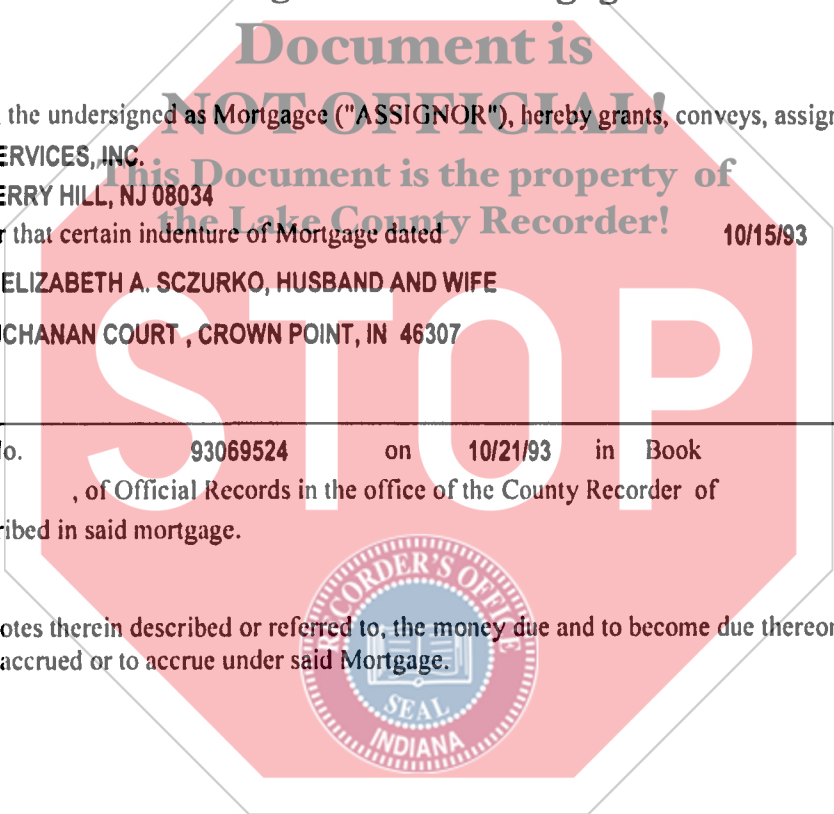 Document is
NOT OFFICIAL!
the undersigned as Mortgagee ("ASSIGNOR"), hereby grants, conveys, assign
ERVICES, INC.
This Document is the property of
ERRY HILL, NJ 08034
the Lake County Recorder!
r that certain indenture of Mortgage dated 10/15/93
ELIZABETH A. SCZURKO, HUSBAND AND WIFE
CHANAN COURT , CROWN POINT, IN 46307
STOP
o. 93069524 on 10/21/93 in Book
, of Official Records in the office of the County Recorder of
ribed in said mortgage.
RECORDER'S OFFICE
otes therein described or referred to, the money due and to become due thereon
accrued or to accrue under said Mortgage.
SEAL
INDIANA